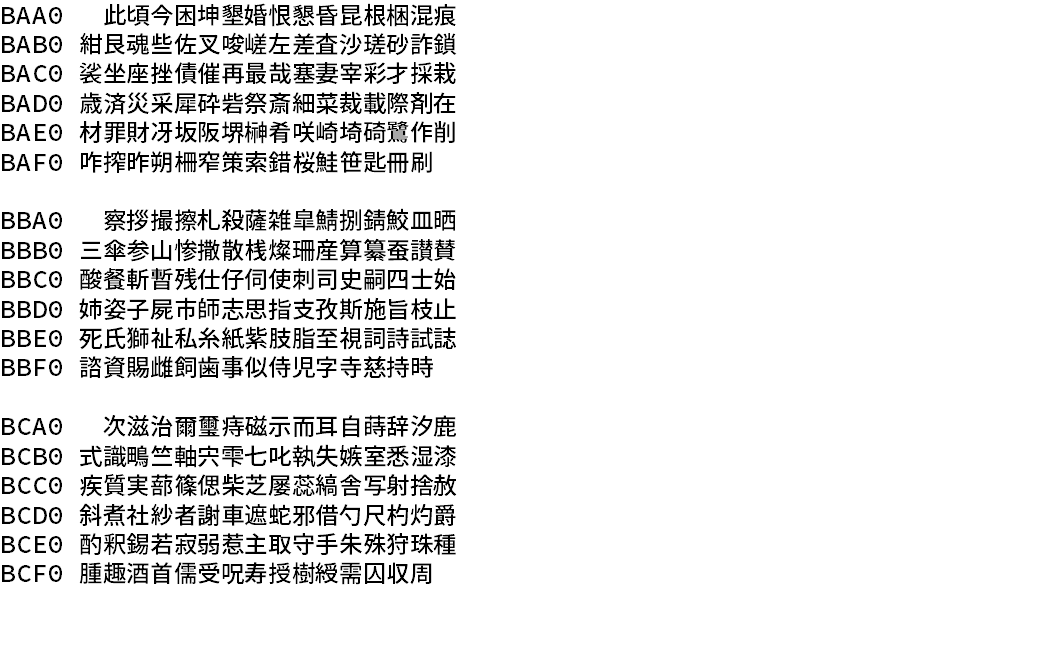 BAA0 此頃今困坤墾婚恨懇昏昆根梱混痕
BAB0 紺艮魂些佐叉唆嵯左差査沙瑳砂詐鎖
BAC0 裟坐座挫債催再最哉塞妻宰彩才採栽
BAD0 歳済災采犀砕砦祭斎細菜裁載際剤在
BAE0 材罪財冴坂阪堺榊肴咲崎埼碕鷺作削
BAF0 咋搾昨朔柵窄策索錯桜鮭笹匙冊刷
BBA0 察拶撮擦札殺薩雑皐鯖捌錆鮫皿晒
BBB0 三傘参山惨撒散桟燦珊産算纂蚕讃賛
BBC0 酸餐斬暫残仕仔伺使刺司史嗣四士始
BBD0 姉姿子屍市師志思指支孜斯施旨枝止
BBE0 死氏獅祉私糸紙紫肢脂至視詞詩試誌
BBF0 諮資賜雌飼歯事似侍児字寺慈持時
BCA0 次滋治爾璽痔磁示而耳自蒔辞汐鹿
BCB0 式識鴫竺軸宍雫七叱執失嫉室悉湿漆
BCC0 疾質実蔀篠偲柴芝屡蕊縞舎写射捨赦
BCD0 斜煮社紗者謝車遮蛇邪借勺尺杓灼爵
BCE0 酌釈錫若寂弱惹主取守手朱殊狩珠種
BCF0 腫趣酒首儒受呪寿授樹綬需囚収周